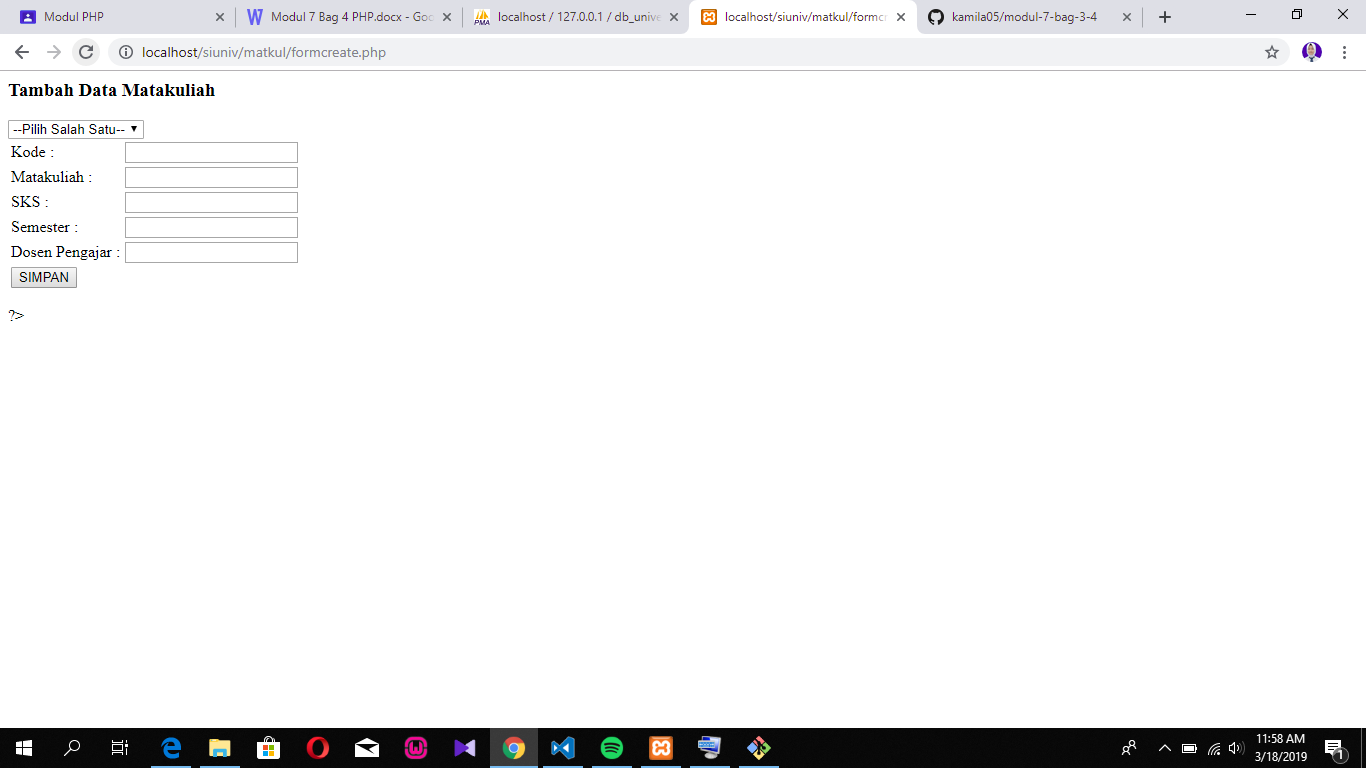 Modul PHP
Modul 7 Bag 4 PHP.docx - Goo
localhost / 127.0.0.1 / db_unive
localhost/siuniv/matkul/formcr
kamila05/modul-7-bag-3-4
localhost/siuniv/matkul/formcreate.php
Tambah Data Matakuliah
--Pilih Salah Satu--
Kode :
Matakuliah :
SKS :
Semester :
Dosen Pengajar :
SIMPAN
?>
11:58 AM
3/18/2019
1